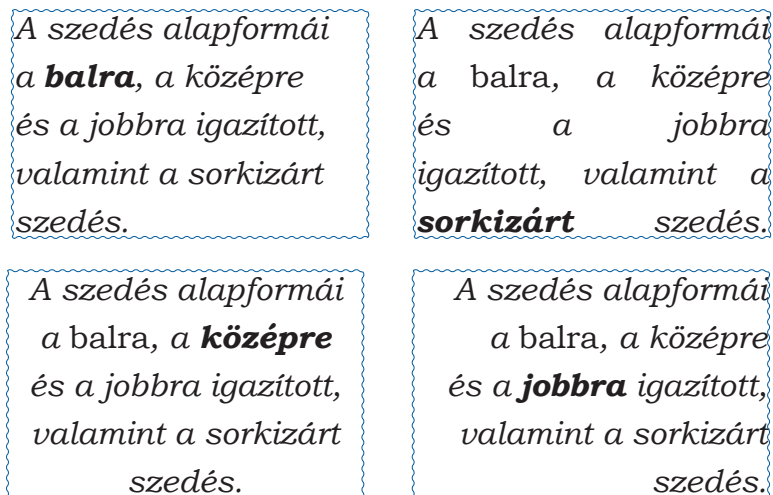 A szedés alapformái
a balra, a középre
és a jobbra igazított,
valamint a sorkizárt
szedés.
A szedés alapformái
a balra, a középre
és a jobbra
igazított, valamint a
sorkizárt szedés.
A szedés alapformái
a balra, a középre
és a jobbra igazított,
valamint a sorkizárt
szedés.
A szedés alapformái
a balra, a középre
és a jobbra igazított,
valamint a sorkizárt
szedés.